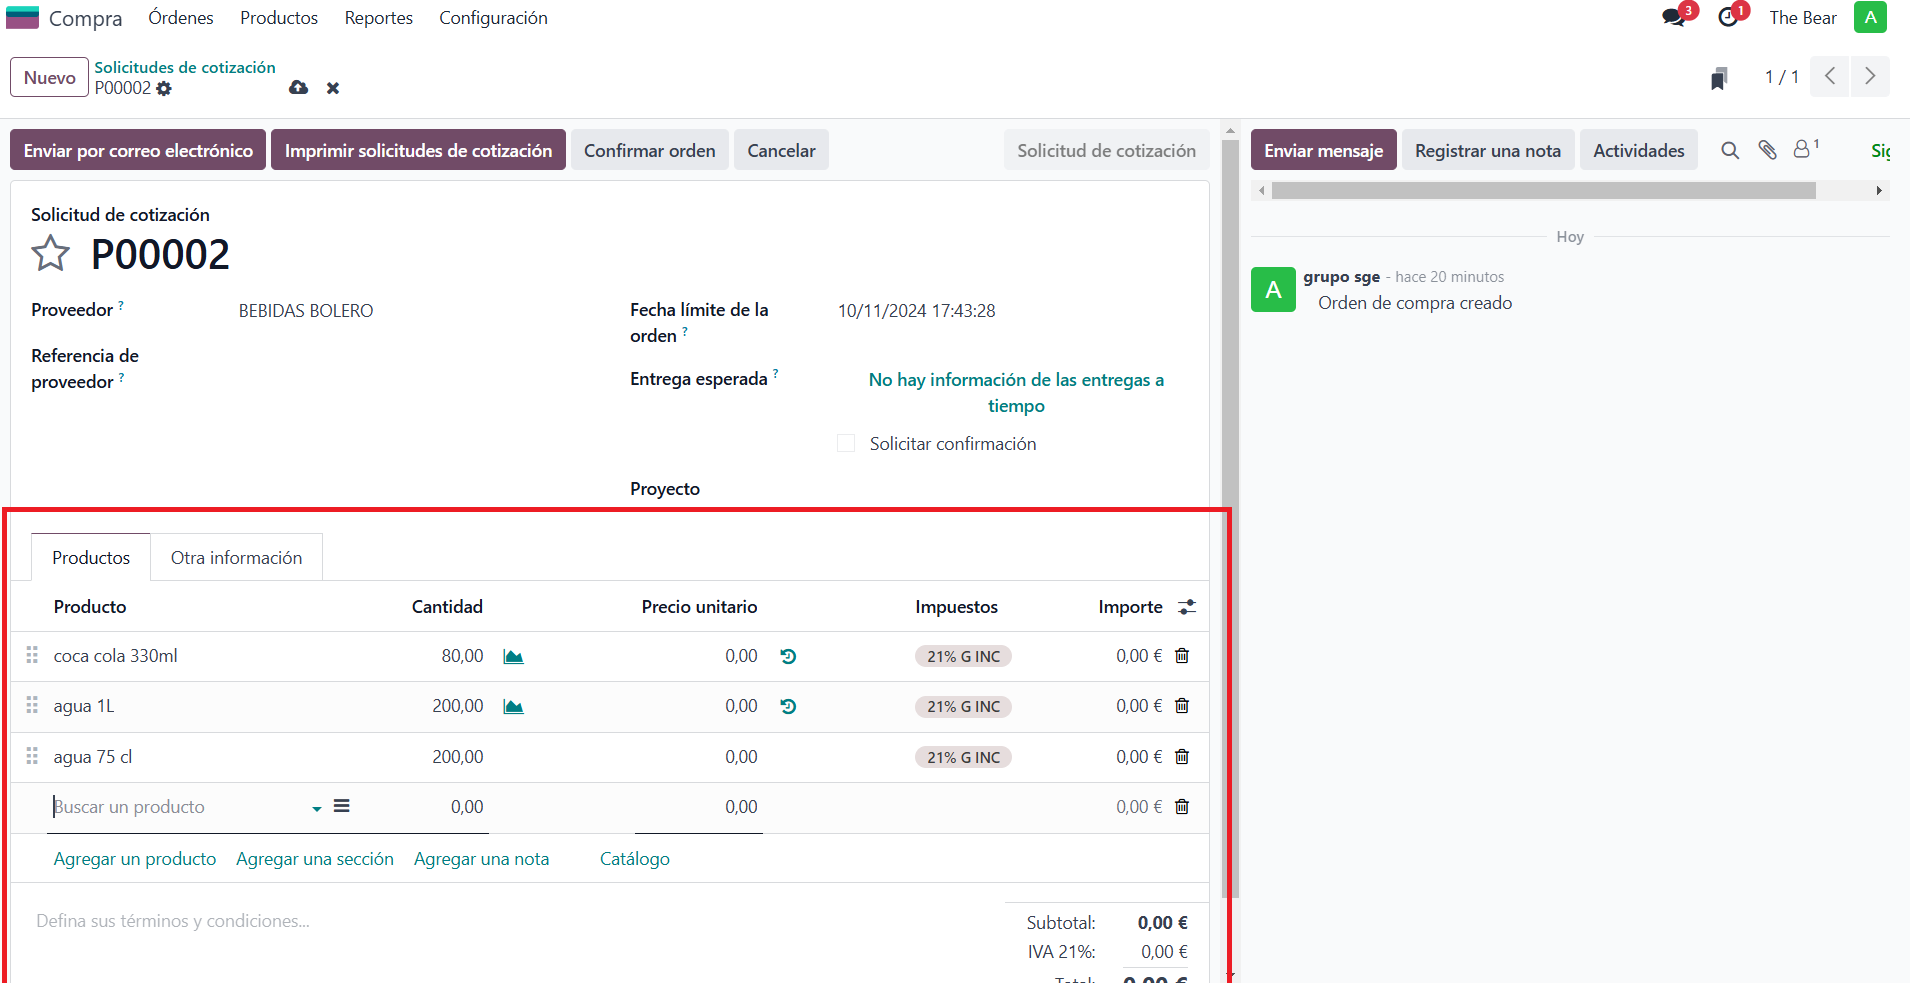 Compra Órdenes Productos Reportes Configuración 3 1 The Bear A
Nuevo Solicitudes de cotización
P00002
1 / 1
Enviar por correo electrónico Imprimir solicitudes de cotización Confirmar orden Cancelar Solicitud de cotización
Enviar mensaje Registrar una nota Actividades 1
Solicitud de cotización
P00002
Proveedor ? BEBIDAS BOLERO
Referencia de
proveedor ?
Fecha límite de la
orden ?
10/11/2024 17:43:28
Entrega esperada ?
No hay información de las entregas a
tiempo
Solicitar confirmación
Proyecto
Hoy
A grupo sge - hace 20 minutos
Orden de compra creado
Productos Otra información
Producto Cantidad Precio unitario Impuestos Importe
coca cola 330ml 80,00 0,00 21% G INC 0,00 €
agua 1L 200,00 0,00 21% G INC 0,00 €
agua 75 cl 200,00 0,00 21% G INC 0,00 €
Buscar un producto 0,00 0,00 0,00 €
Agregar un producto Agregar una sección Agregar una nota Catálogo
Defina sus términos y condiciones...
Subtotal: 0,00 €
IVA 21%: 0,00 €
Total: 0,00 €